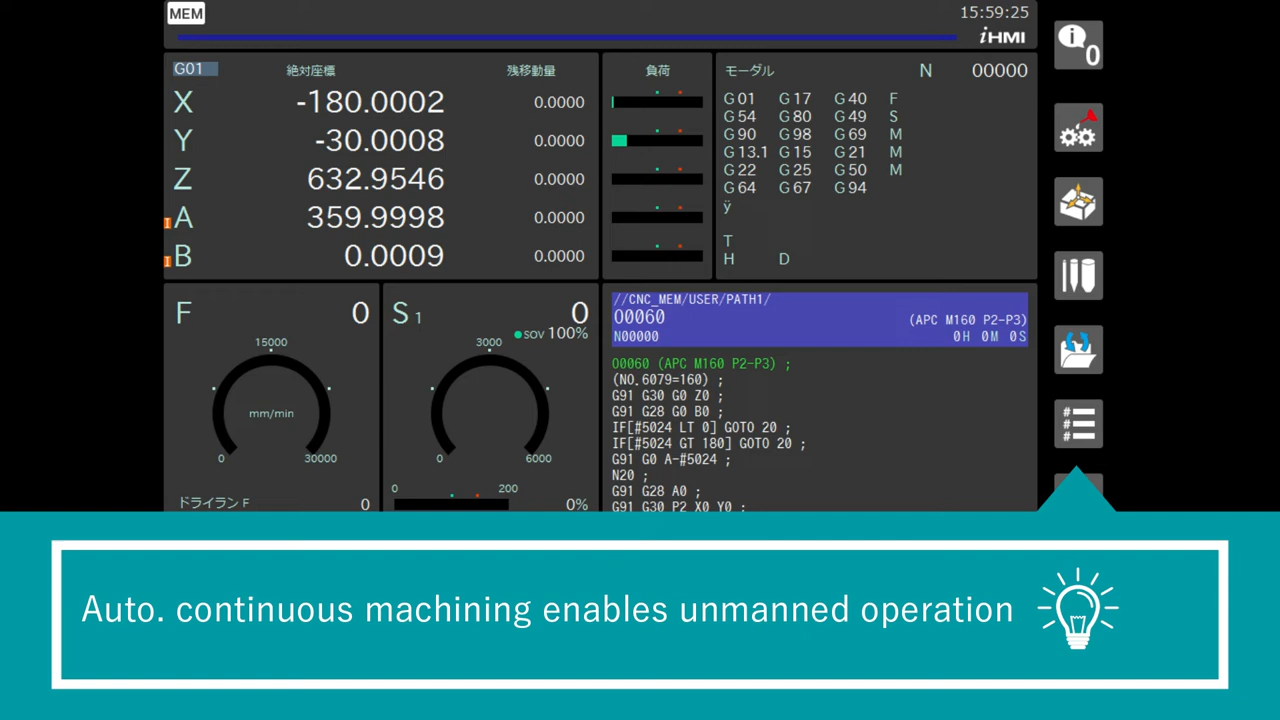 MEM
15:59:25
iHMI
0
G01 絶対座標 残移動量
X -180.0002 0.0000
Y -30.0008 0.0000
Z 632.9546 0.0000
I A 359.9998 0.0000
I B 0.0009 0.0000
負荷
モーダル N 00000
G01 G17 G40 F
G54 G80 G49 S
G90 G98 G69 M
G13.1 G15 G21 M
G22 G25 G50 M
G64 G67 G94
ÿ
T
H D
F 0
15000
mm/min
0 30000
ドライラン F 0
S 1 0
SOV 100%
3000
0 6000
0 200
0%
//CNC_MEM/USER/PATH1/
O0060 (APC M160 P2-P3)
N00000 0H 0M 0S
O0060 (APC M160 P2-P3) ;
(NO.6079=160) ;
G91 G30 G0 Z0 ;
G91 G28 G0 B0 ;
IF[#5024 LT 0] GOTO 20 ;
IF[#5024 GT 180] GOTO 20 ;
G91 G0 A-#5024 ;
N20 ;
G91 G28 A0 ;
G91 G30 P2 X0 Y0 ;
Auto. continuous machining enables unmanned operation